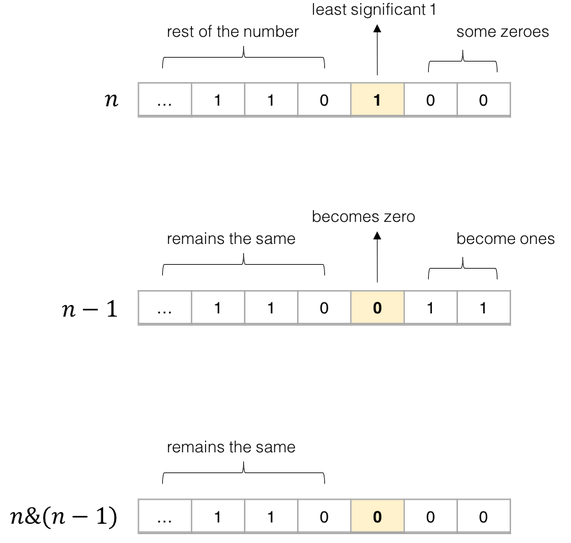 least significant 1
rest of the number
some zeroes
n ... 1 1 0 1 0 0
becomes zero
remains the same
become ones
n − 1 ... 1 1 0 0 1 1
remains the same
n&(n − 1) ... 1 1 0 0 0 0